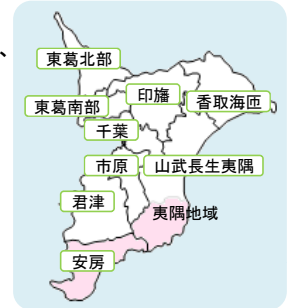 、
東葛北部
印旛
香取海匝
東葛南部
千葉
市原
山武長生夷隅
君津
夷隅地域
安房